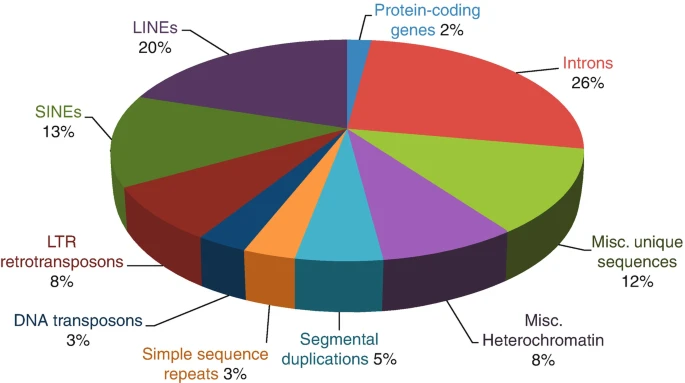 Protein-coding
genes 2%
Introns
26%
Misc. unique
sequences
12%
Misc.
Heterochromatin
8%
Segmental
duplications 5%
Simple sequence
repeats 3%
DNA transposons
3%
LTR
retrotransposons
8%
SINEs
13%
LINEs
20%